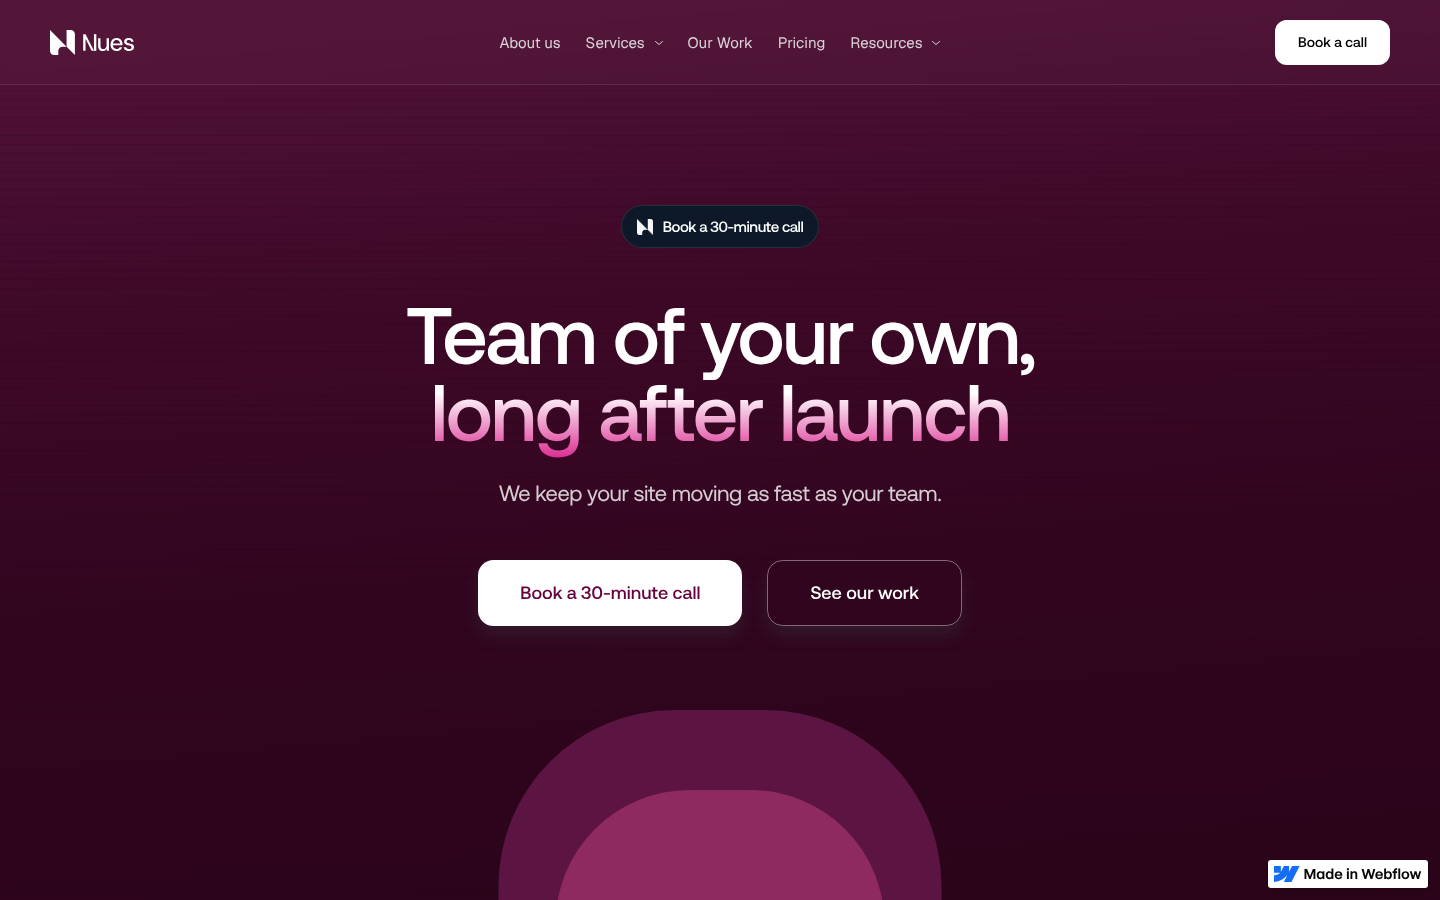 Nues
About us
Services
Our Work
Pricing
Resources
Book a call
Book a 30-minute call
Team of your own,
long after launch
We keep your site moving as fast as your team.
Book a 30-minute call
See our work
Made in Webflow